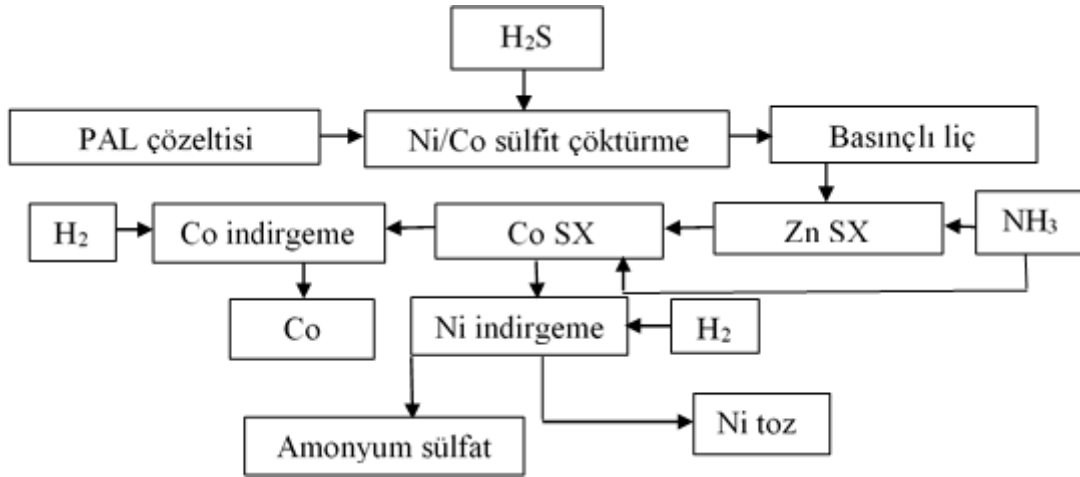 H₂S
PAL çözeltisi
Ni/Co sülfit çöktürme
Basınçlı liç
H₂
Co indirgeme
Co SX
Zn SX
NH₃
Co
Ni indirgeme
H₂
Amonyum sülfat
Ni toz